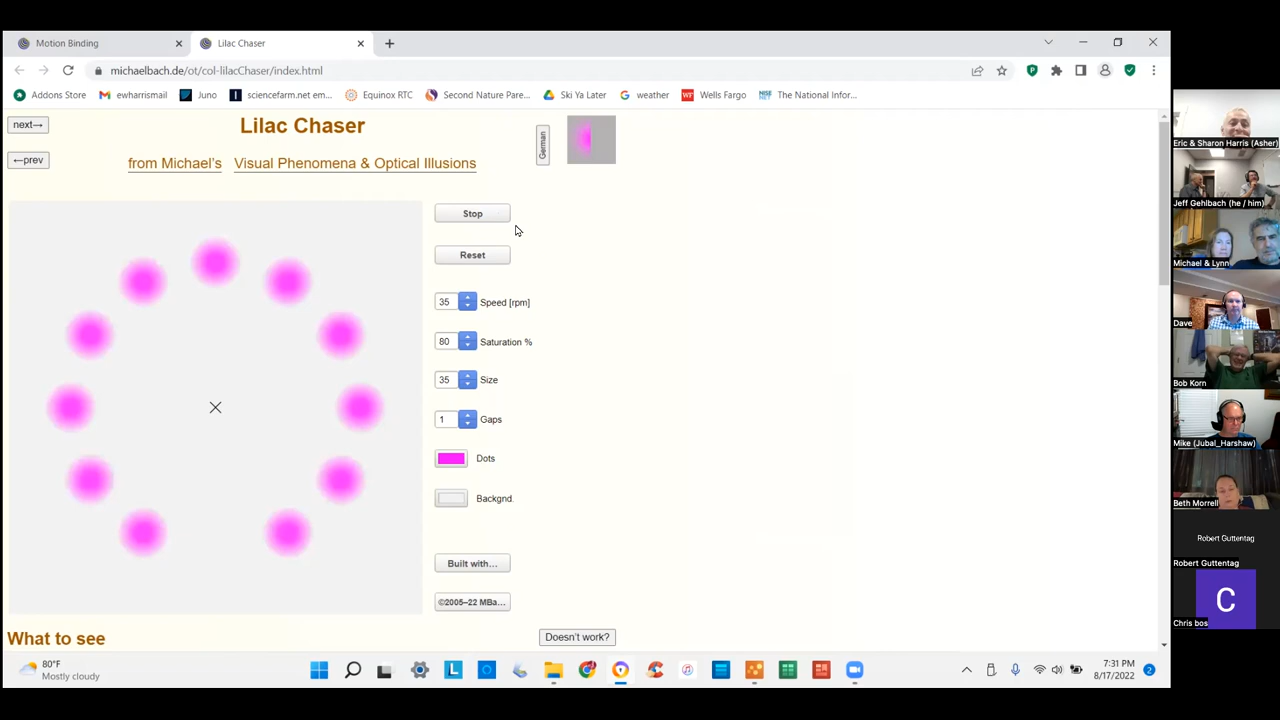 Motion Binding
Lilac Chaser
michaelbach.de/ot/col-lilacChaser/index.html
Addons Store
ewharrismail
Juno
sciencefarm.net em...
Equinox RTC
Second Nature Pare...
Ski Ya Later
weather
Wells Fargo
The National Infor...
next→
Lilac Chaser
German
←prev
from Michael's Visual Phenomena & Optical Illusions
Stop
Reset
35 Speed [rpm]
80 Saturation %
35 Size
1 Gaps
Dots
Backgnd
Built with...
©2005–22 MBa...
What to see
Doesn't work?
Eric & Sharon Harris (Asher)
Jeff Gehlbach (he / him)
Michael & Lynn
Dave
Bob Korn
Mike (Jubal_Harshaw)
Beth Morrell
Robert Guttentag
Robert Guttentag
C
Chris bos
80°F
Mostly cloudy
7:31 PM
8/17/2022
2